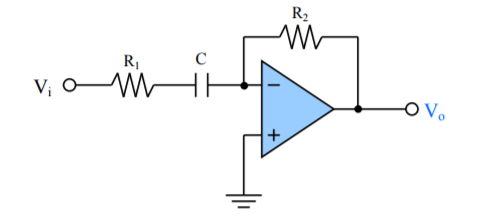 R₂
R₁
C
Vᵢ
−
+
Vₒ